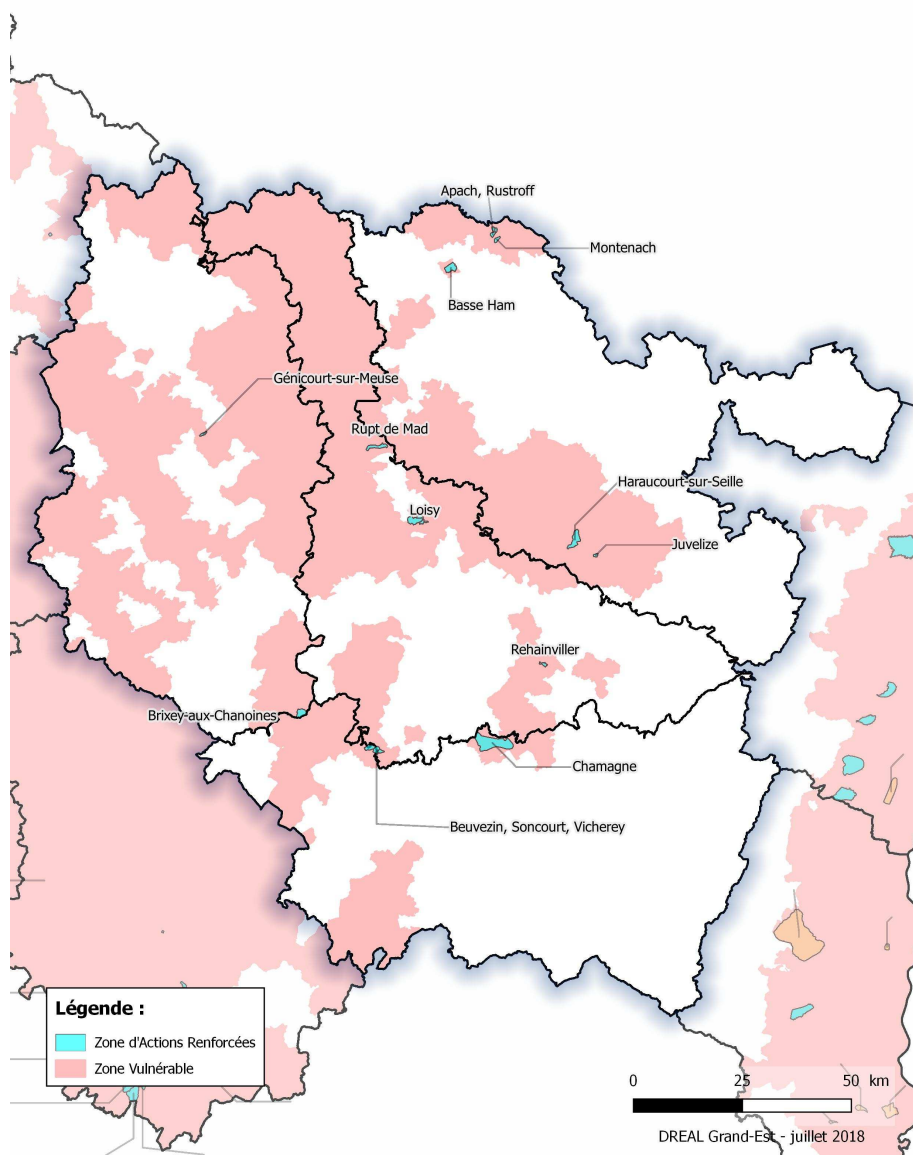 Apach, Rustroff
Montenach
Basse Ham
Génicourt-sur-Meuse
Rupt de Mad
Haraucourt-sur-Seille
Loisy
Juvelize
Rehainviller
Brixey-aux-Chanoines
Chamagne
Beuvezin, Soncourt, Vicherey
Légende :
Zone d'Actions Renforcées
Zone Vulnérable
0 25 50 km
DREAL Grand-Est - juillet 2018